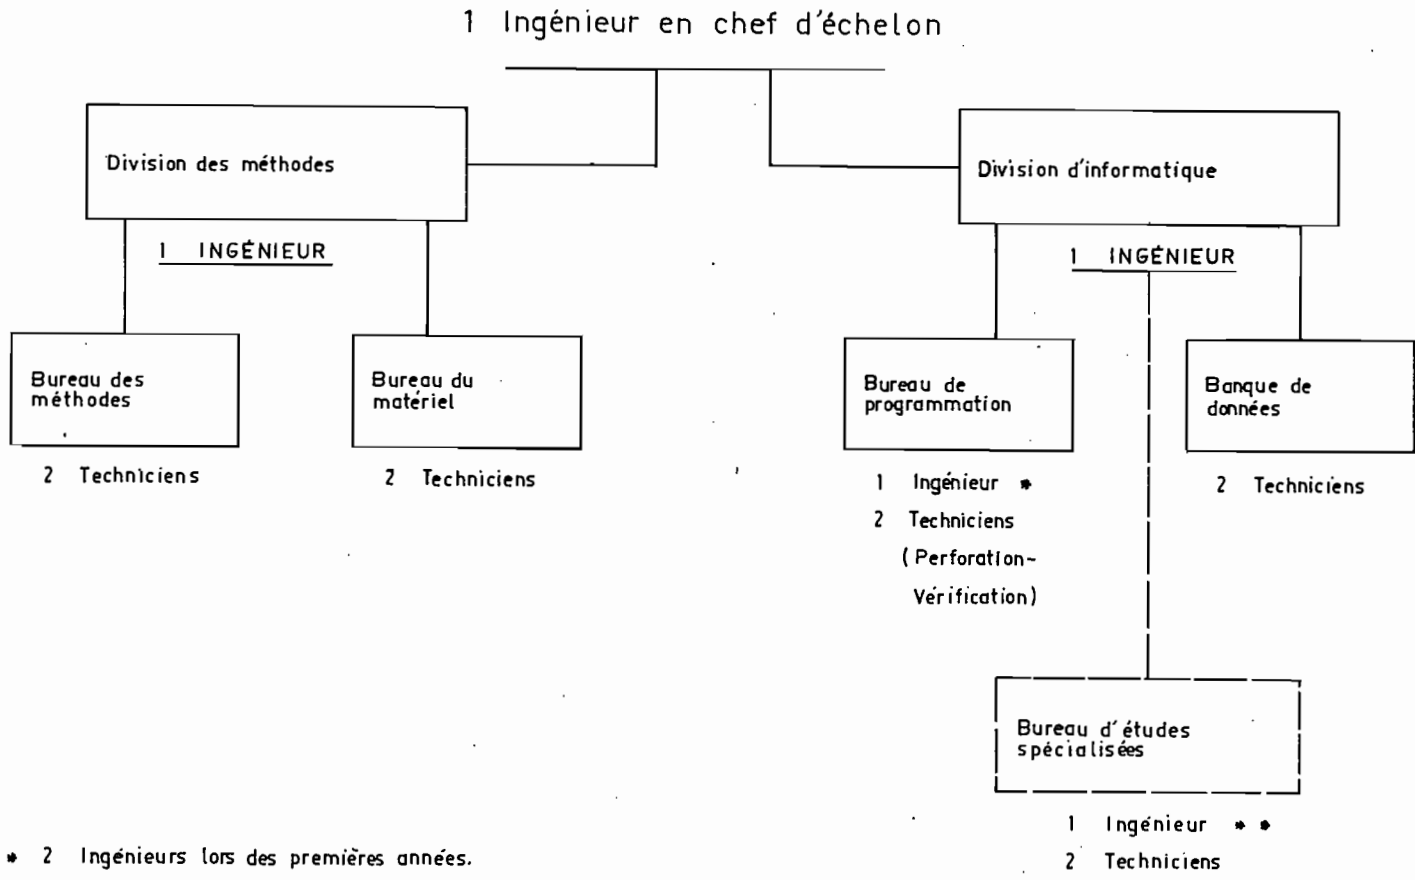 1 Ingénieur en chef d'échelon
Division des méthodes
Division d'informatique
1 INGÉNIEUR
1 INGÉNIEUR
Bureau des
méthodes
Bureau du
matériel
Bureau de
programmation
Banque de
données
2 Techniciens
2 Techniciens
1 Ingénieur *
2 Techniciens
(Perforation-
Vérification)
2 Techniciens
Bureau d'études
spécialisées
1 Ingénieur * *
2 Techniciens
* 2 Ingénieurs lors des premières années.